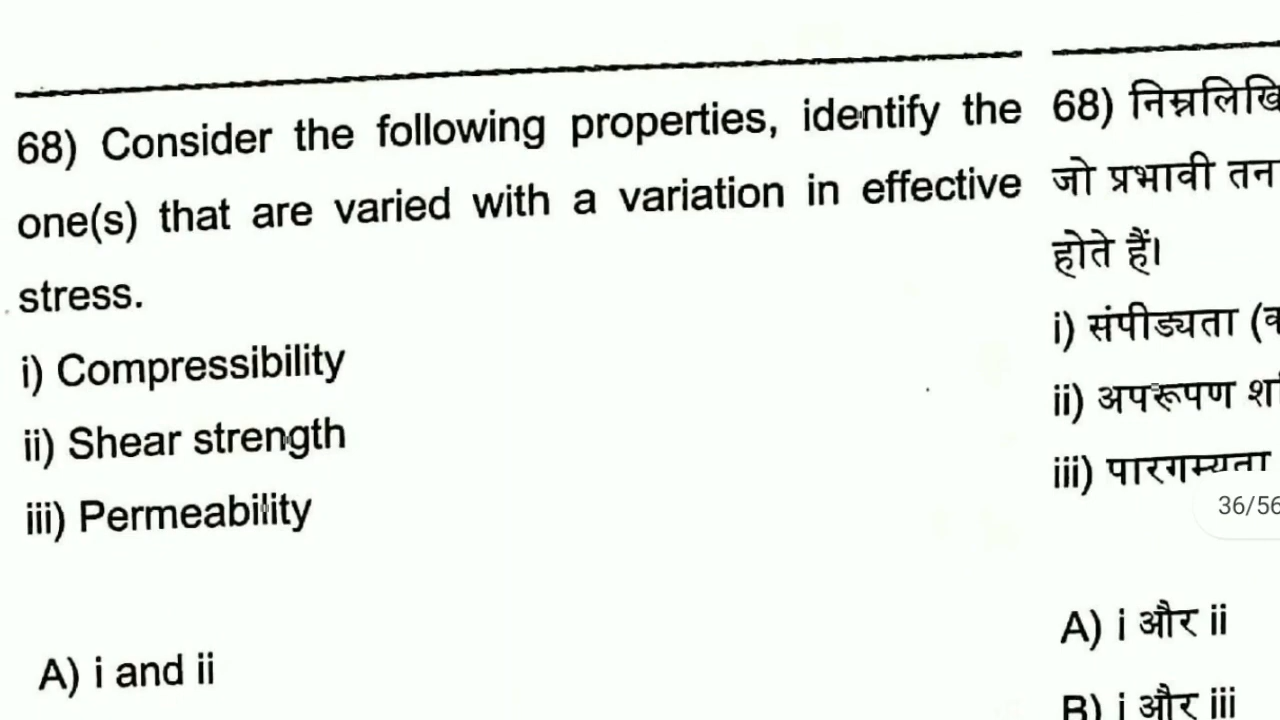 68) Consider the following properties, identify the
one(s) that are varied with a variation in effective
stress.
i) Compressibility
ii) Shear strength
iii) Permeability
A) i and ii
68)
जो प्रभावी
होते हैं।
i) संपीड्यता
ii) अपरूपण
iii) पारगम्यता
36/56
A) i और ii
B) i और iii